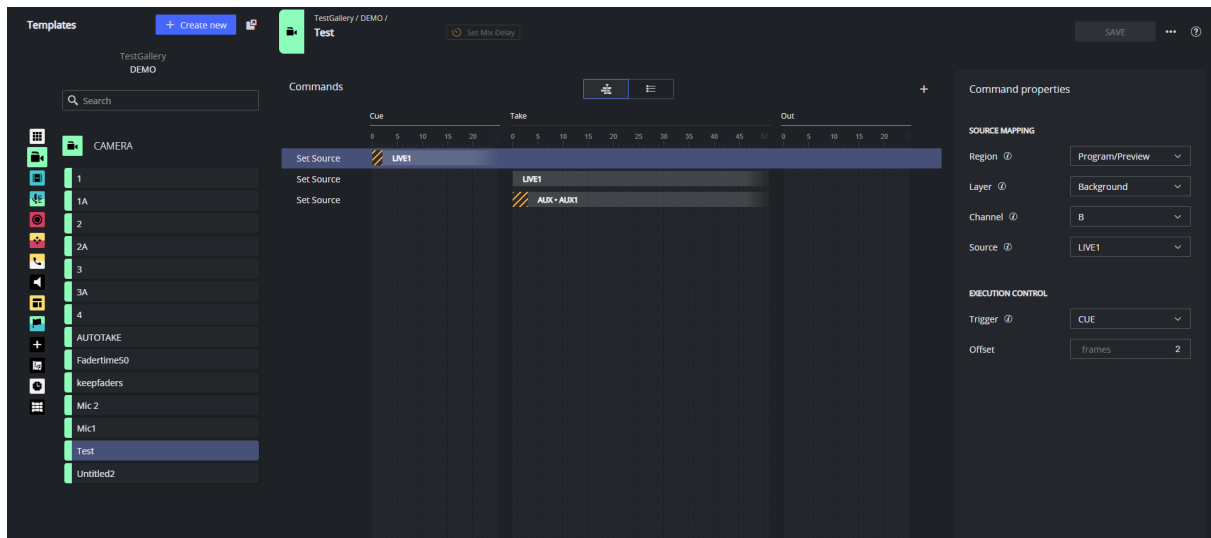 Templates
+ Create new
TestGallery
DEMO
Search
CAMERA
1
1A
2
2A
3
3A
4
AUTOTAKE
Fadertime50
keepfaders
Mic 2
Mic1
Test
Untitled2
TestGallery / DEMO /
Test
Set Mix Delay
SAVE
Commands
+
Cue Take Out
0 5 10 15 20 0 5 10 15 20 25 30 35 40 45 50 0 5 10 15 20
Set Source LIVE1
Set Source LIVE1
Set Source AUX • AUX1
Command properties
SOURCE MAPPING
Region Program/Preview
Layer Background
Channel B
Source LIVE1
EXECUTION CONTROL
Trigger CUE
Offset frames 2